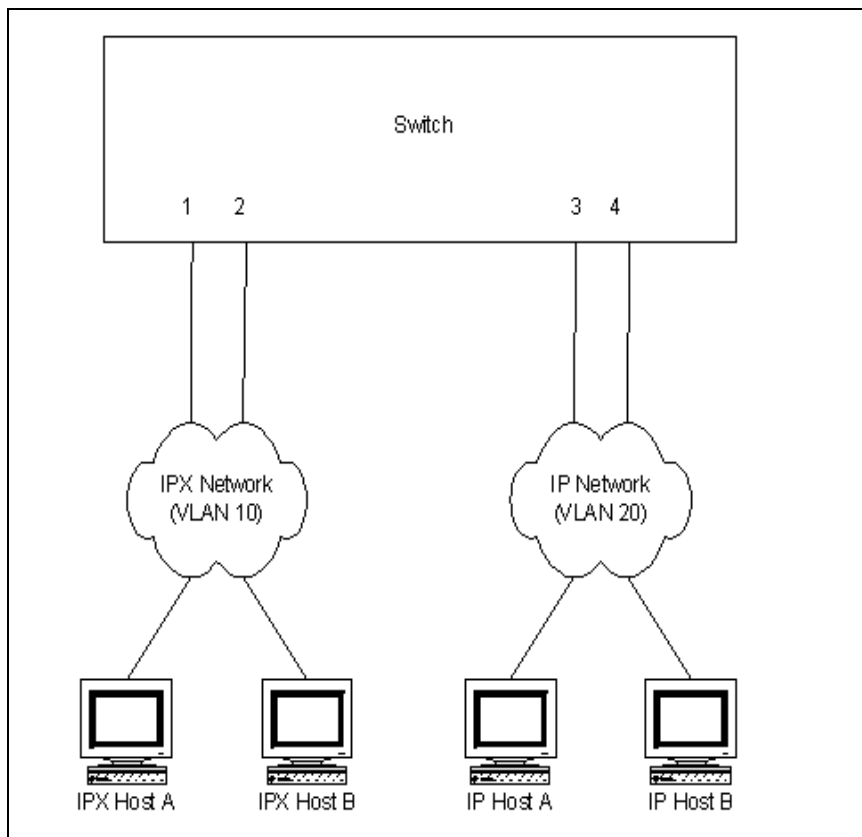 Switch
1 2 3 4
IPX Network
(VLAN 10)
IP Network
(VLAN 20)
IPX Host A IPX Host B IP Host A IP Host B